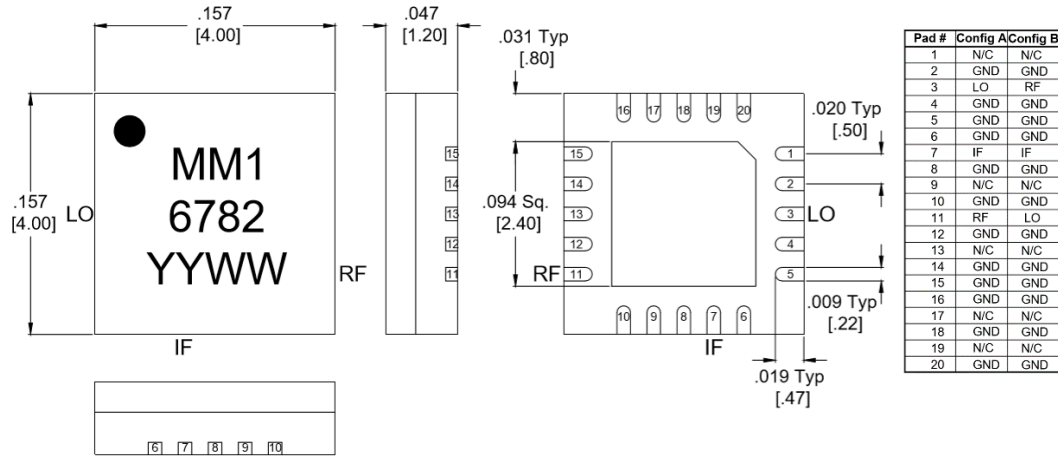 .157
[4.00]
.047
[1.20]
.031 Typ
[.80]
.157
[4.00]
LO
MM1
6782
YYWW
RF
IF
15
14
13
12
11
16 17 18 19 20
15
14
13
12
11
1
2
3
4
5
10 9 8 7 6
.094 Sq.
[2.40]
RF
LO
IF
.020 Typ
[.50]
.009 Typ
[.22]
.019 Typ
[.47]
6 7 8 9 10
Pad # Config A Config B
1 N/C N/C
2 GND GND
3 LO RF
4 GND GND
5 GND GND
6 GND GND
7 IF IF
8 GND GND
9 N/C N/C
10 GND GND
11 RF LO
12 GND GND
13 N/C N/C
14 GND GND
15 GND GND
16 GND GND
17 N/C N/C
18 GND GND
19 N/C N/C
20 GND GND